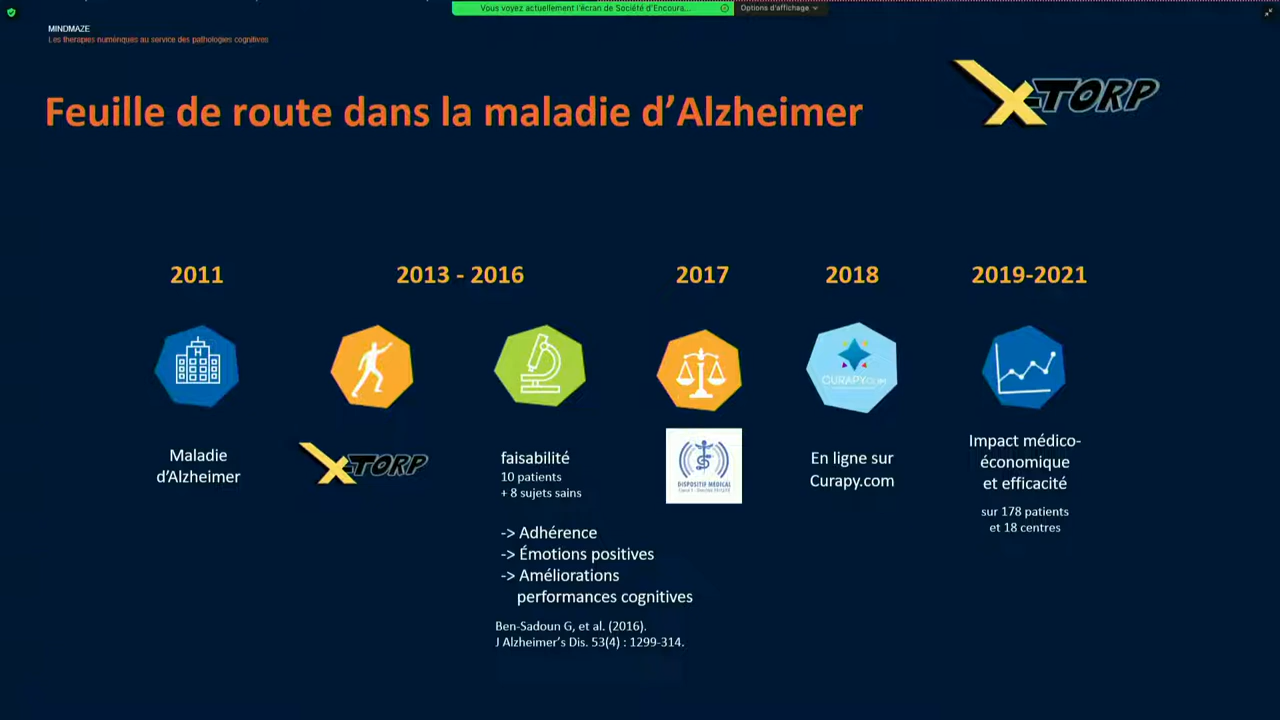 Vous voyez actuellement l'écran de Société d'Encoura...
Options d'affichage
MINDMAZE
Les thérapies numériques au service des pathologies cognitives
X-TORP
Feuille de route dans la maladie d'Alzheimer
2011
2013 - 2016
2017
2018
2019-2021
H
CURAPY.COM
Maladie
d'Alzheimer
X-TORP
faisabilité
10 patients
+ 8 sujets sains
-> Adhérence
-> Émotions positives
-> Améliorations
performances cognitives
Ben-Sadoun G, et al. (2016).
J Alzheimer's Dis. 53(4) : 1299-314.
DISPOSITIF MÉDICAL
En ligne sur
Curapy.com
Impact médico-
économique
et efficacité
sur 178 patients
et 18 centres